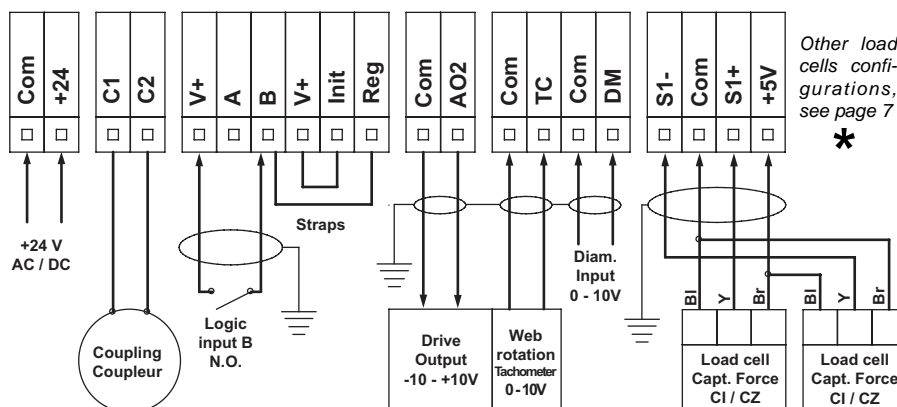 Com
+24
C1
C2
V+
A
B
V+
Init
Reg
Com
AO2
Com
TC
Com
DM
S1-
Com
S1+
+5V
Other load
cells confi-
gurations,
see page 7
*
+24 V
AC / DC
Straps
Logic
input B
N.O.
Coupling
Coupleur
Diam.
Input
0 - 10V
Drive
Output
-10 - +10V
Web
rotation
Tachometer
0-10V
Bl
Y
Br
Bl
Y
Br
Load cell
Capt. Force
CI / CZ
Load cell
Capt. Force
CI / CZ